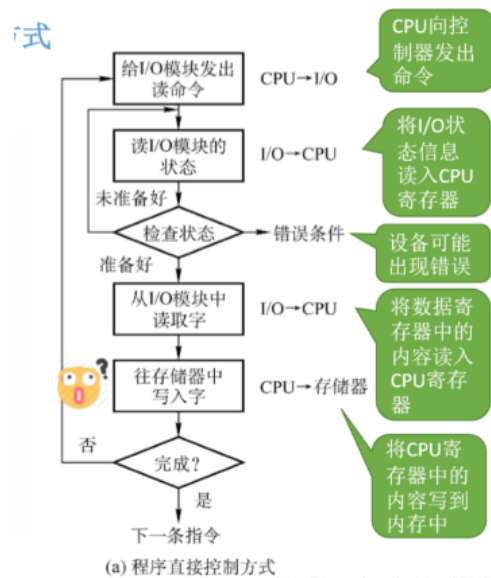 方式
CPU向控
制器发出
命令
给I/O模块发出
读命令
CPU→I/O
读I/O模块的
状态
I/O→CPU
将I/O状
态信息
读入CPU
寄存器
未准备好
检查状态
错误条件
设备可能
出现错误
准备好
从I/O模块中
读取字
I/O→CPU
将数据寄
存器中的
内容读入
CPU寄存
器
?
往存储器中
写入字
CPU→存储器
否
完成?
是
将CPU寄
存器中的
内容写到
内存中
下一条指令
(a) 程序直接控制方式